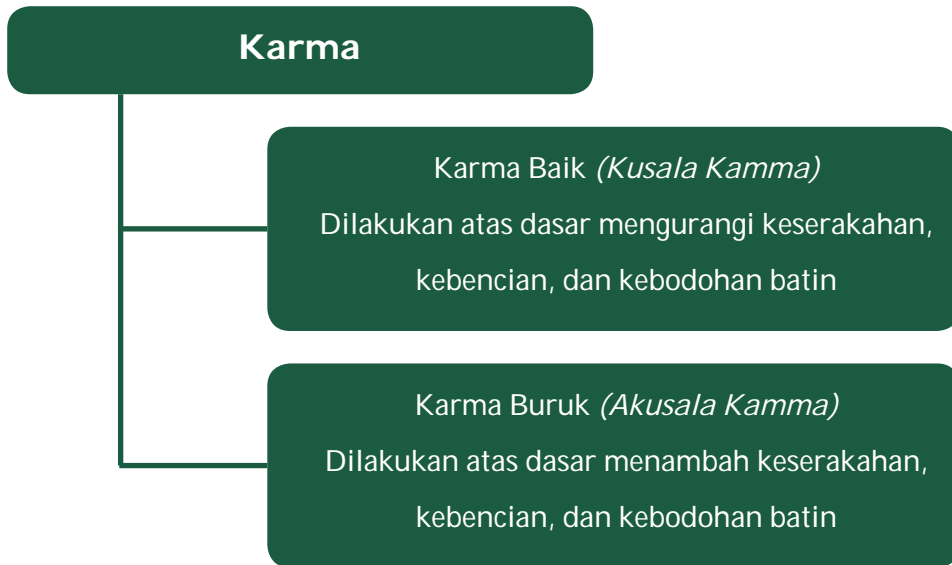 Karma
Karma Baik (Kusala Kamma)
Dilakukan atas dasar mengurangi keserakahan,
kebencian, dan kebodohan batin
Karma Buruk (Akusala Kamma)
Dilakukan atas dasar menambah keserakahan,
kebencian, dan kebodohan batin